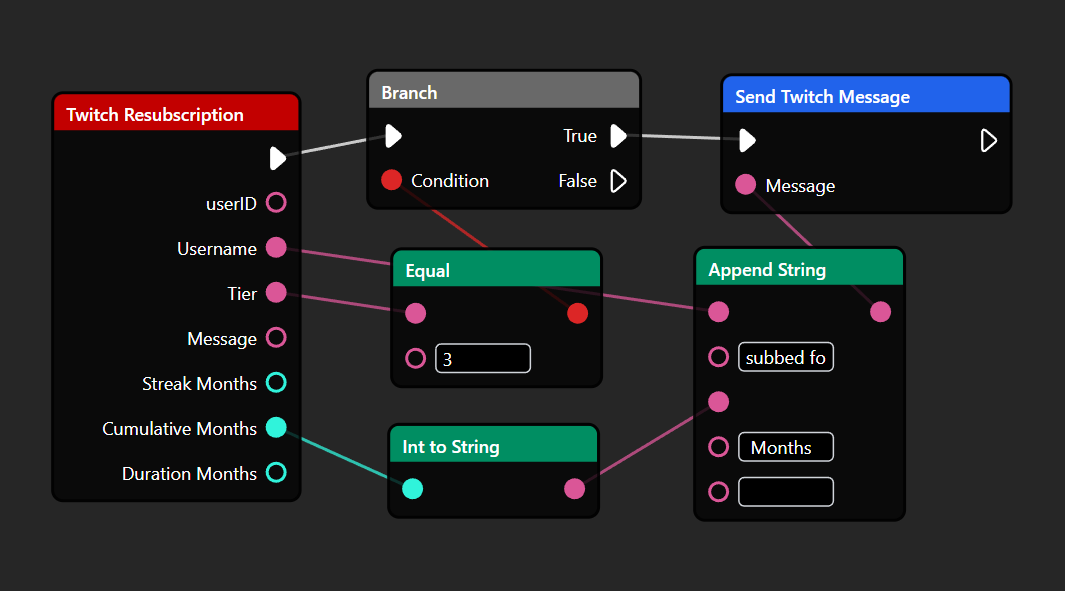 Twitch Resubscription
userID
Username
Tier
Message
Streak Months
Cumulative Months
Duration Months
Branch
True
Condition
False
Equal
3
Int to String
Send Twitch Message
Message
Append String
subbed fo
Months